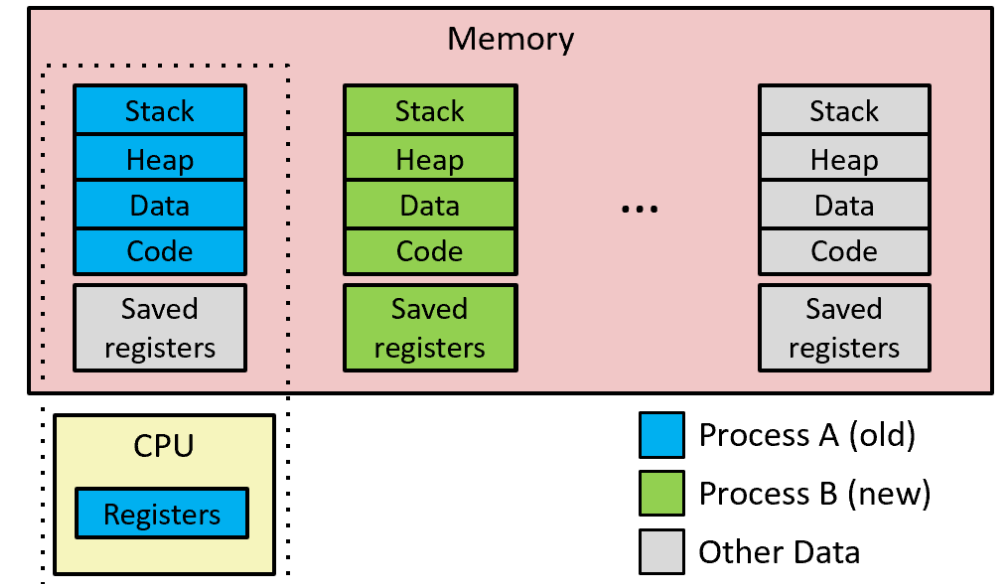 Memory
Stack
Heap
Data
Code
Saved
registers
Stack
Heap
Data
Code
Saved
registers
...
Stack
Heap
Data
Code
Saved
registers
CPU
Registers
Process A (old)
Process B (new)
Other Data